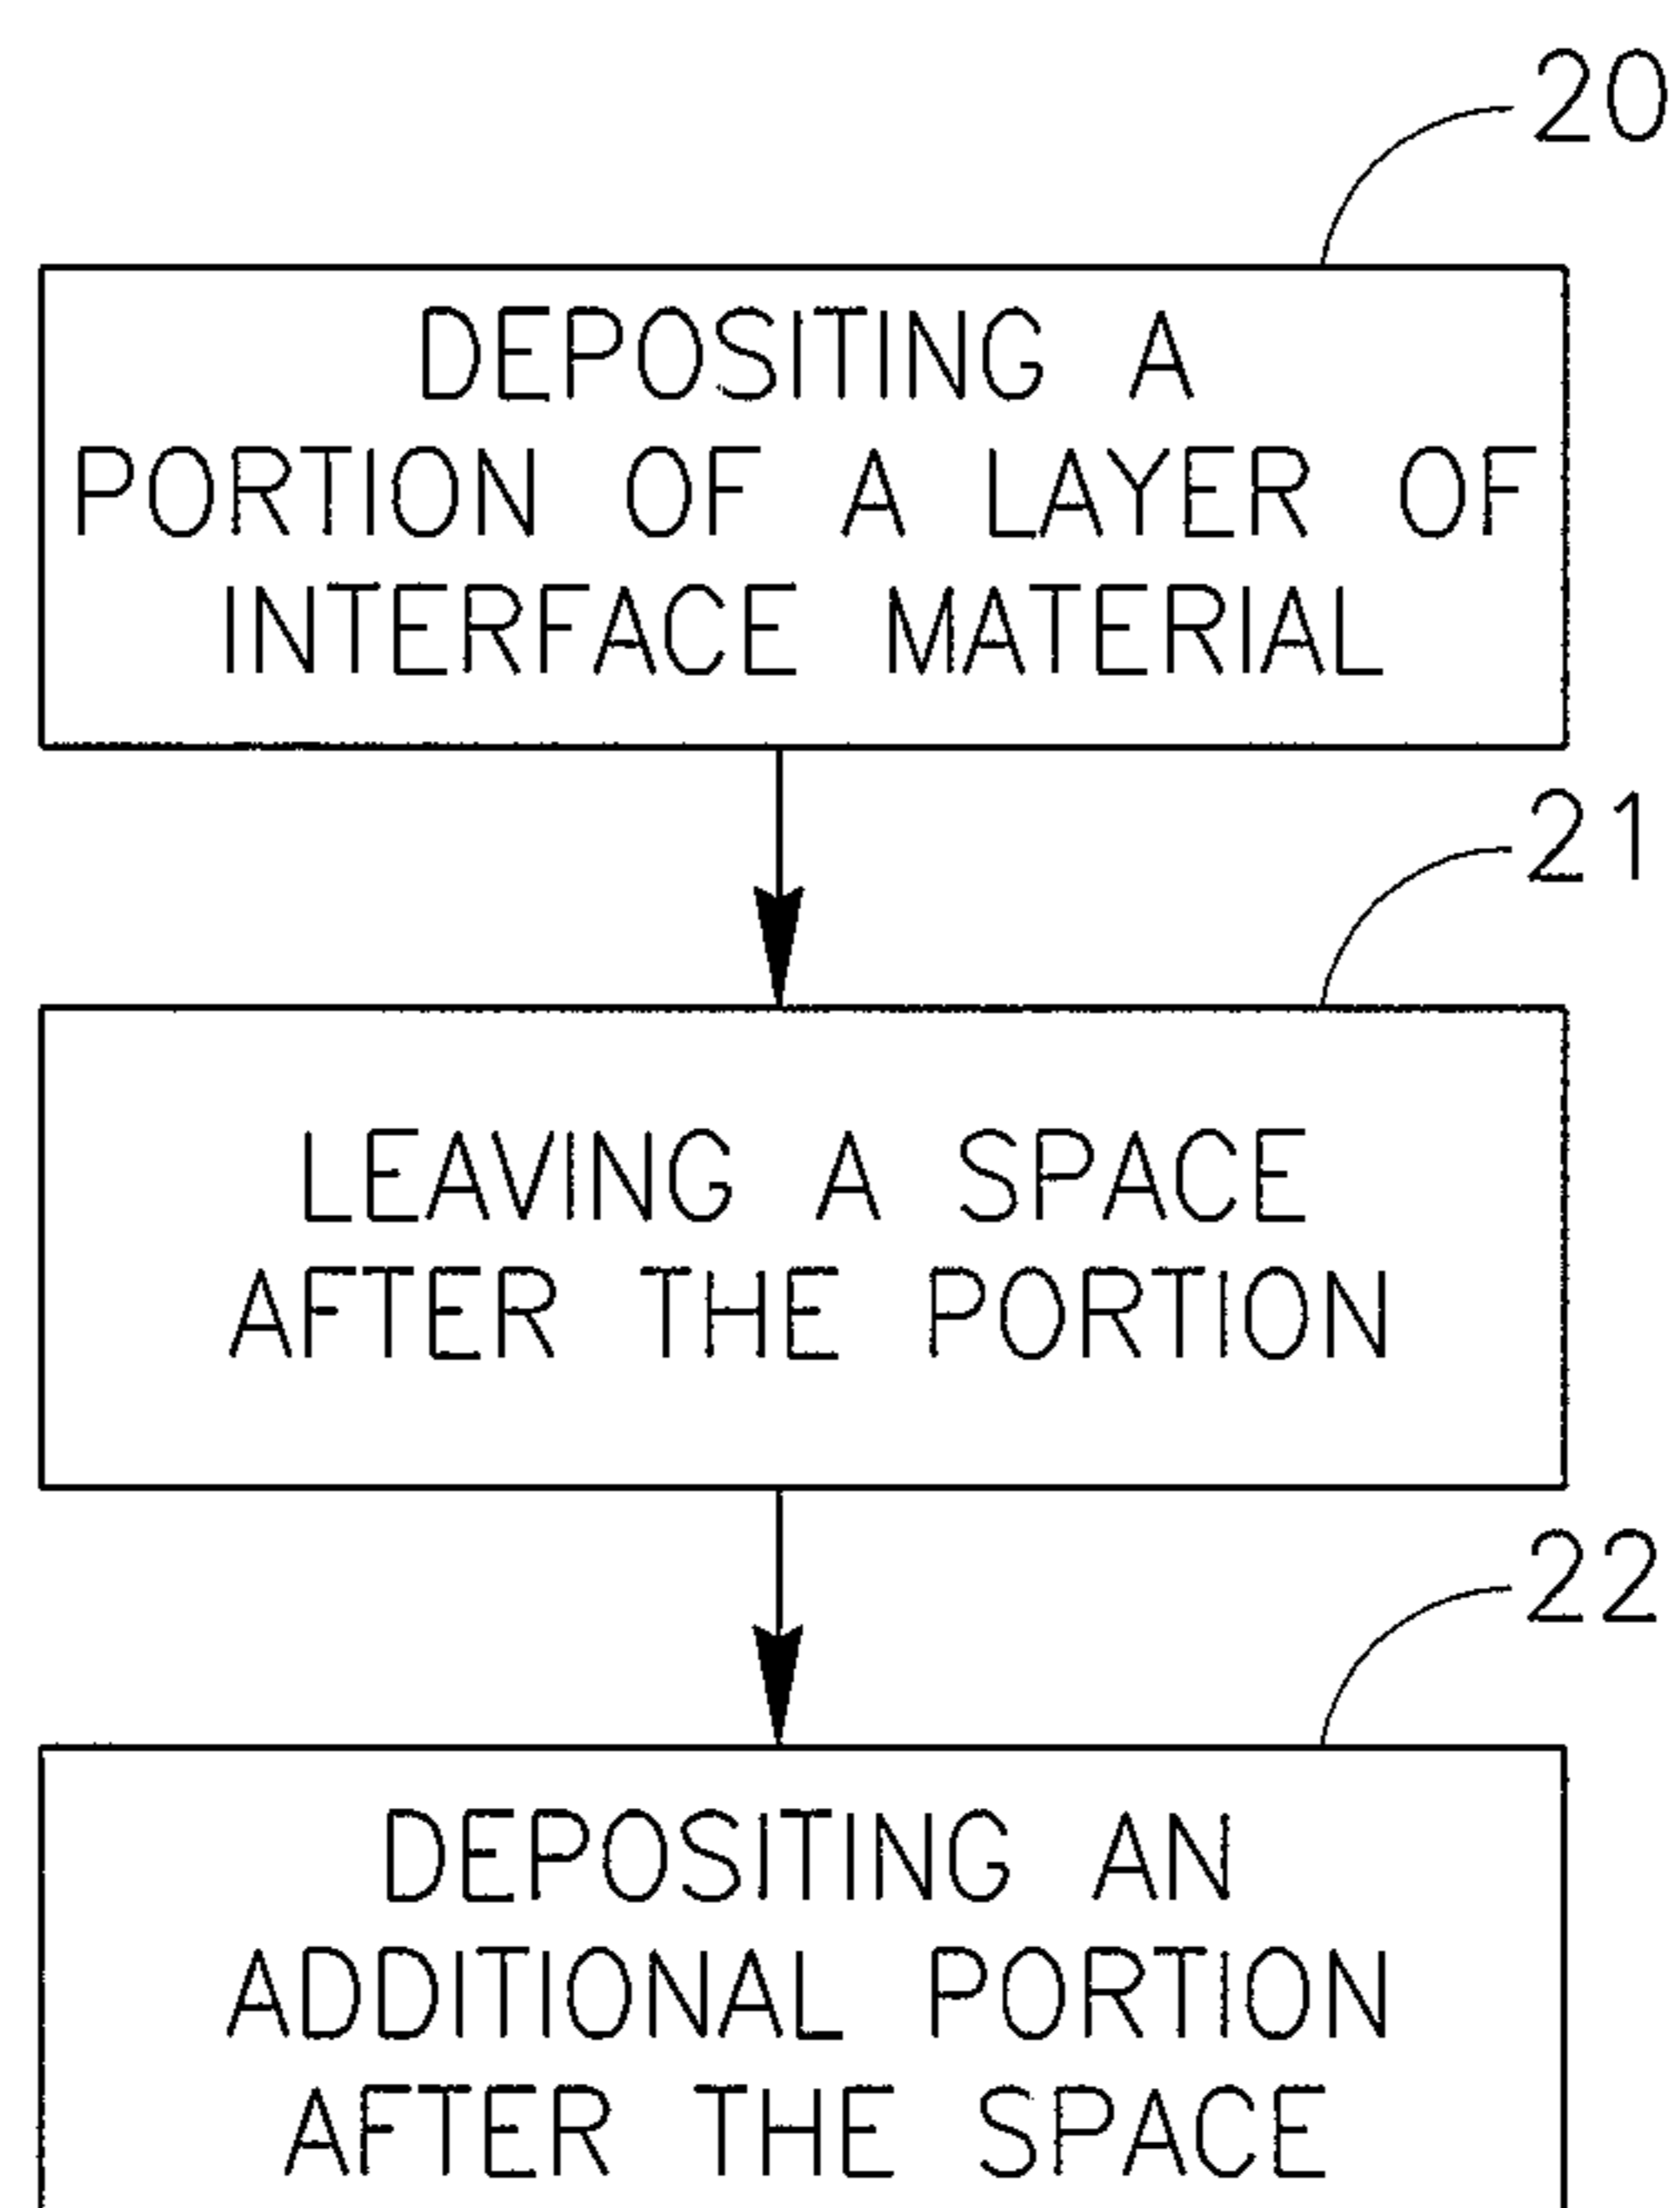 20
DEPOSITING A
PORTION OF A LAYER OF
INTERFACE MATERIAL
21
LEAVING A SPACE
AFTER THE PORTION
22
DEPOSITING AN
ADDITIONAL PORTION
AFTER THE SPACE